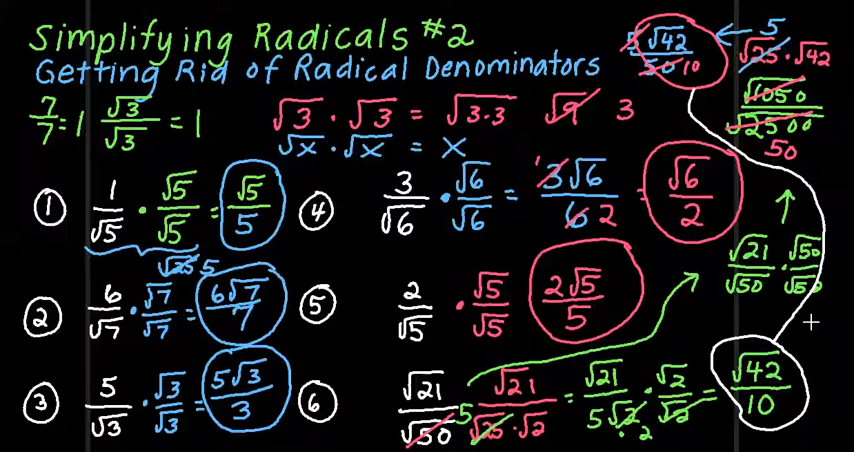 Simplifying Radicals #2
Getting Rid of Radical Denominators
7/7 = 1 √3/√3 = 1
√3 · √3 = √3·3 √9 3
√x · √x = x
① 1/√5 · √5/√5 = √5/5
√25 5
② 6/√7 · √7/√7 = 6√7/7
③ 5/√3 · √3/√3 = 5√3/3
④ 3/√6 · √6/√6 = 1 3√6/6 2 = √6/2
⑤ 2/√5 · √5/√5 2√5/5
⑥ √21/√50 5 √21/√25·√2 = √21/5√2 · √2/√2 = √42/10
2
√21/√50 · √50/√50
√1050/√2500
50
√25 · √42
5
5√42/50 10